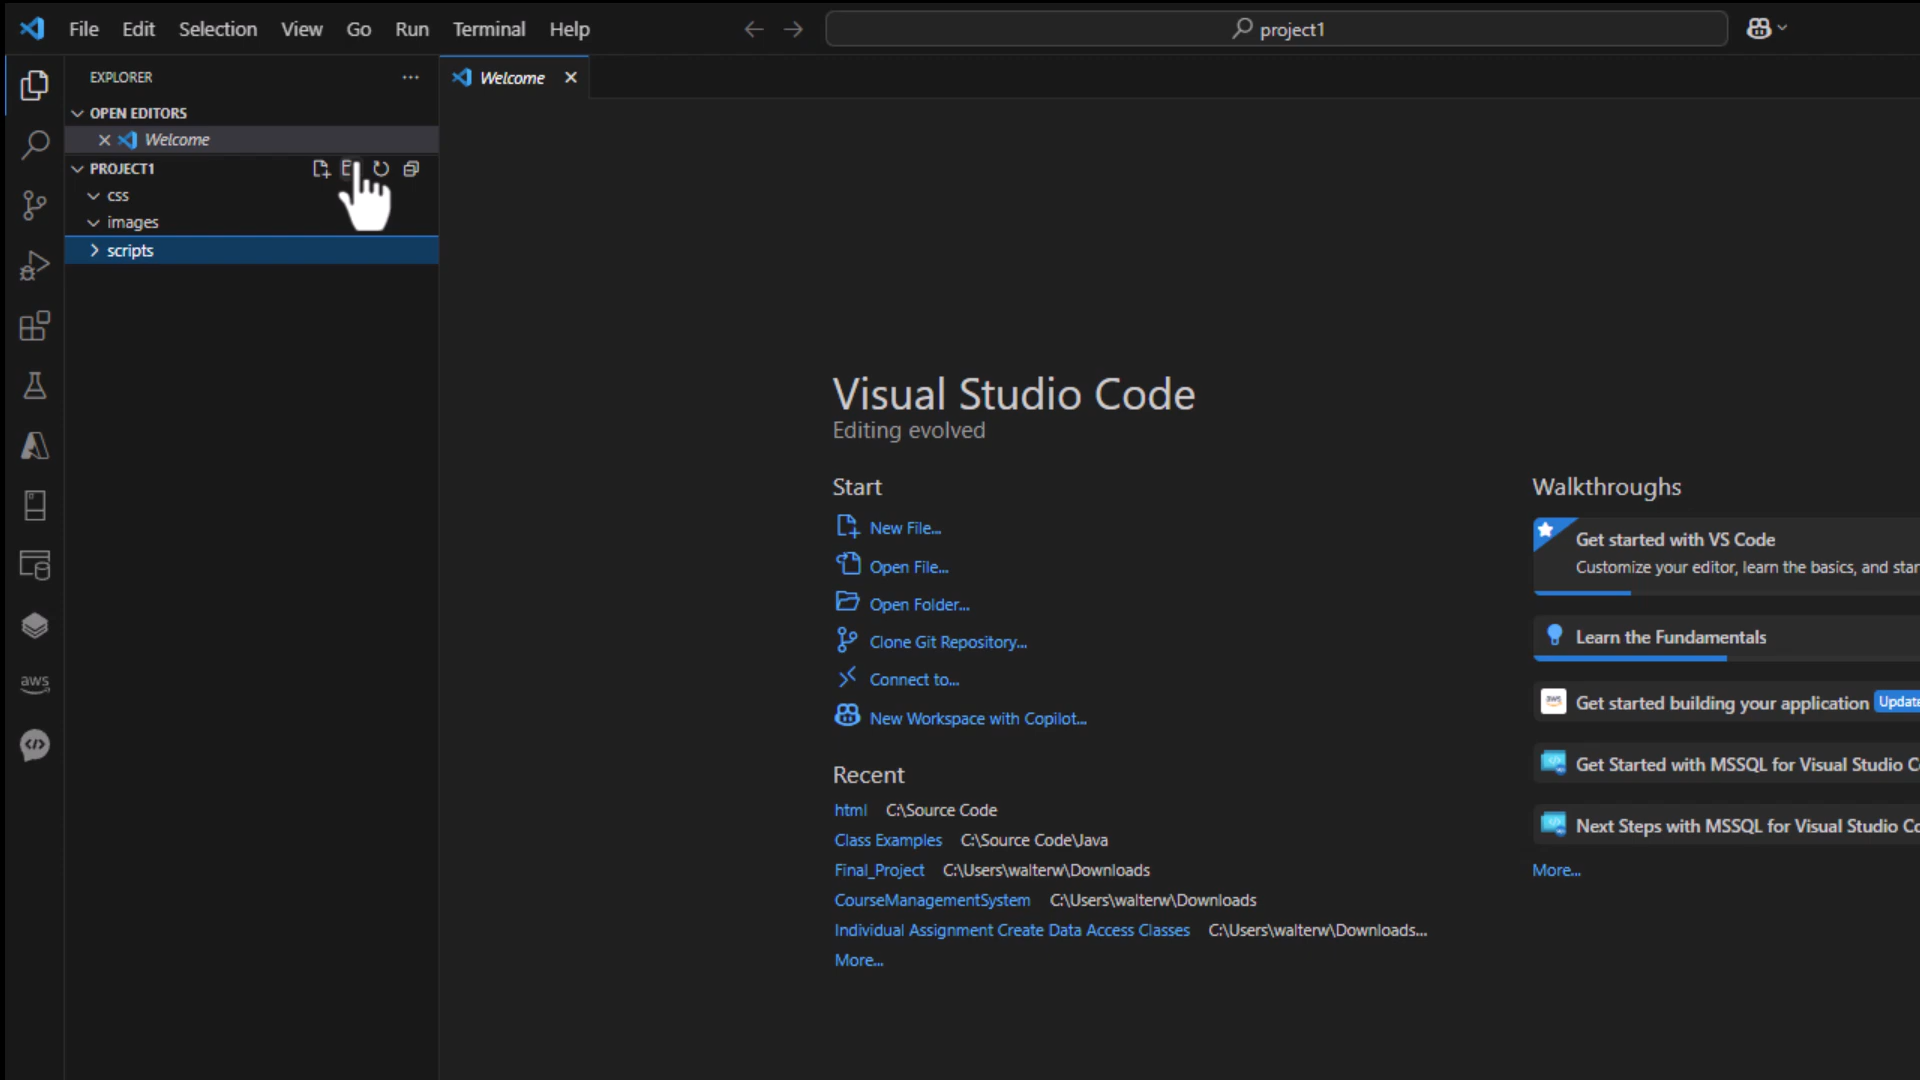 File Edit Selection View Go Run Terminal Help
project1
EXPLORER
Welcome
OPEN EDITORS
Welcome
PROJECT1
css
images
scripts
aws
Visual Studio Code
Editing evolved
Start
New File...
Open File...
Open Folder...
Clone Git Repository...
Connect to...
New Workspace with Copilot...
Recent
html C:\Source Code
Class Examples C:\Source Code\Java
Final_Project C:\Users\walterw\Downloads
CourseManagementSystem C:\Users\walterw\Downloads
Individual Assignment Create Data Access Classes C:\Users\walterw\Downloads...
More...
Walkthroughs
Get started with VS Code
Customize your editor, learn the basics, and star
Learn the Fundamentals
aws
Get started building your application Update
Get Started with MSSQL for Visual Studio C
Next Steps with MSSQL for Visual Studio Co
More...